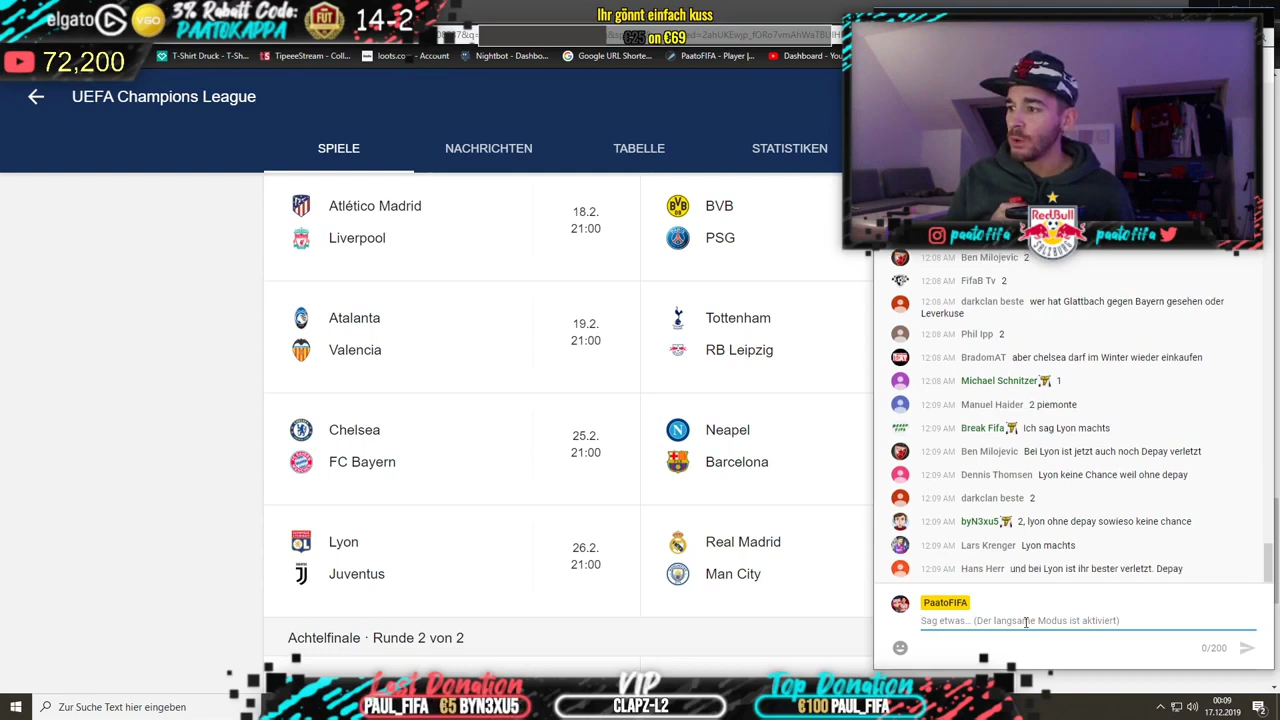 elgato
VGO
3% Rabatt Code:
PAATOKAPPA
FUT
14-2
Ihr gönnt einfach kuss
€25 on €69
72,200
T-Shirt Druck - T-Sh...
TipeeeStream - Coll...
loots.com - Account
Nightbot - Dashbo...
Google URL Shorte...
PaatoFIFA - Player |...
Dashboard - You
UEFA Champions League
SPIELE
NACHRICHTEN
TABELLE
STATISTIKEN
Atlético Madrid
Liverpool
18.2.
21:00
BVB
PSG
Atalanta
Valencia
19.2.
21:00
Tottenham
RB Leipzig
Chelsea
FC Bayern
25.2.
21:00
Neapel
Barcelona
Lyon
Juventus
26.2.
21:00
Real Madrid
Man City
Achtelfinale · Runde 2 von 2
paatofifa
Red Bull
SALZBURG
paatofifa
12:08 AM Ben Milojevic 2
12:08 AM FifaB Tv 2
12:08 AM darkclan beste wer hat Glattbach gegen Bayern gesehen oder
Leverkuse
12:08 AM Phil Ipp 2
12:08 AM BradomAT aber chelsea darf im Winter wieder einkaufen
12:08 AM Michael Schnitzer 1
12:09 AM Manuel Haider 2 piemonte
12:09 AM Break Fifa Ich sag Lyon machts
12:09 AM Ben Milojevic Bei Lyon ist jetzt auch noch Depay verletzt
12:09 AM Dennis Thomsen Lyon keine Chance weil ohne depay
12:09 AM darkclan beste 2
12:09 AM byN3xu5 2, lyon ohne depay sowieso keine chance
12:09 AM Lars Krenger Lyon machts
12:09 AM Hans Herr und bei Lyon ist ihr bester verletzt. Depay
PaatoFIFA
Sag etwas... (Der langsame Modus ist aktiviert)
0/200
Last Donation
PAUL_FIFA €5 BYN3XU5
VIP
CLAPZ-L2
Top Donation
€100 PAUL_FIFA
Zur Suche Text hier eingeben
00:09
17.12.2019
2